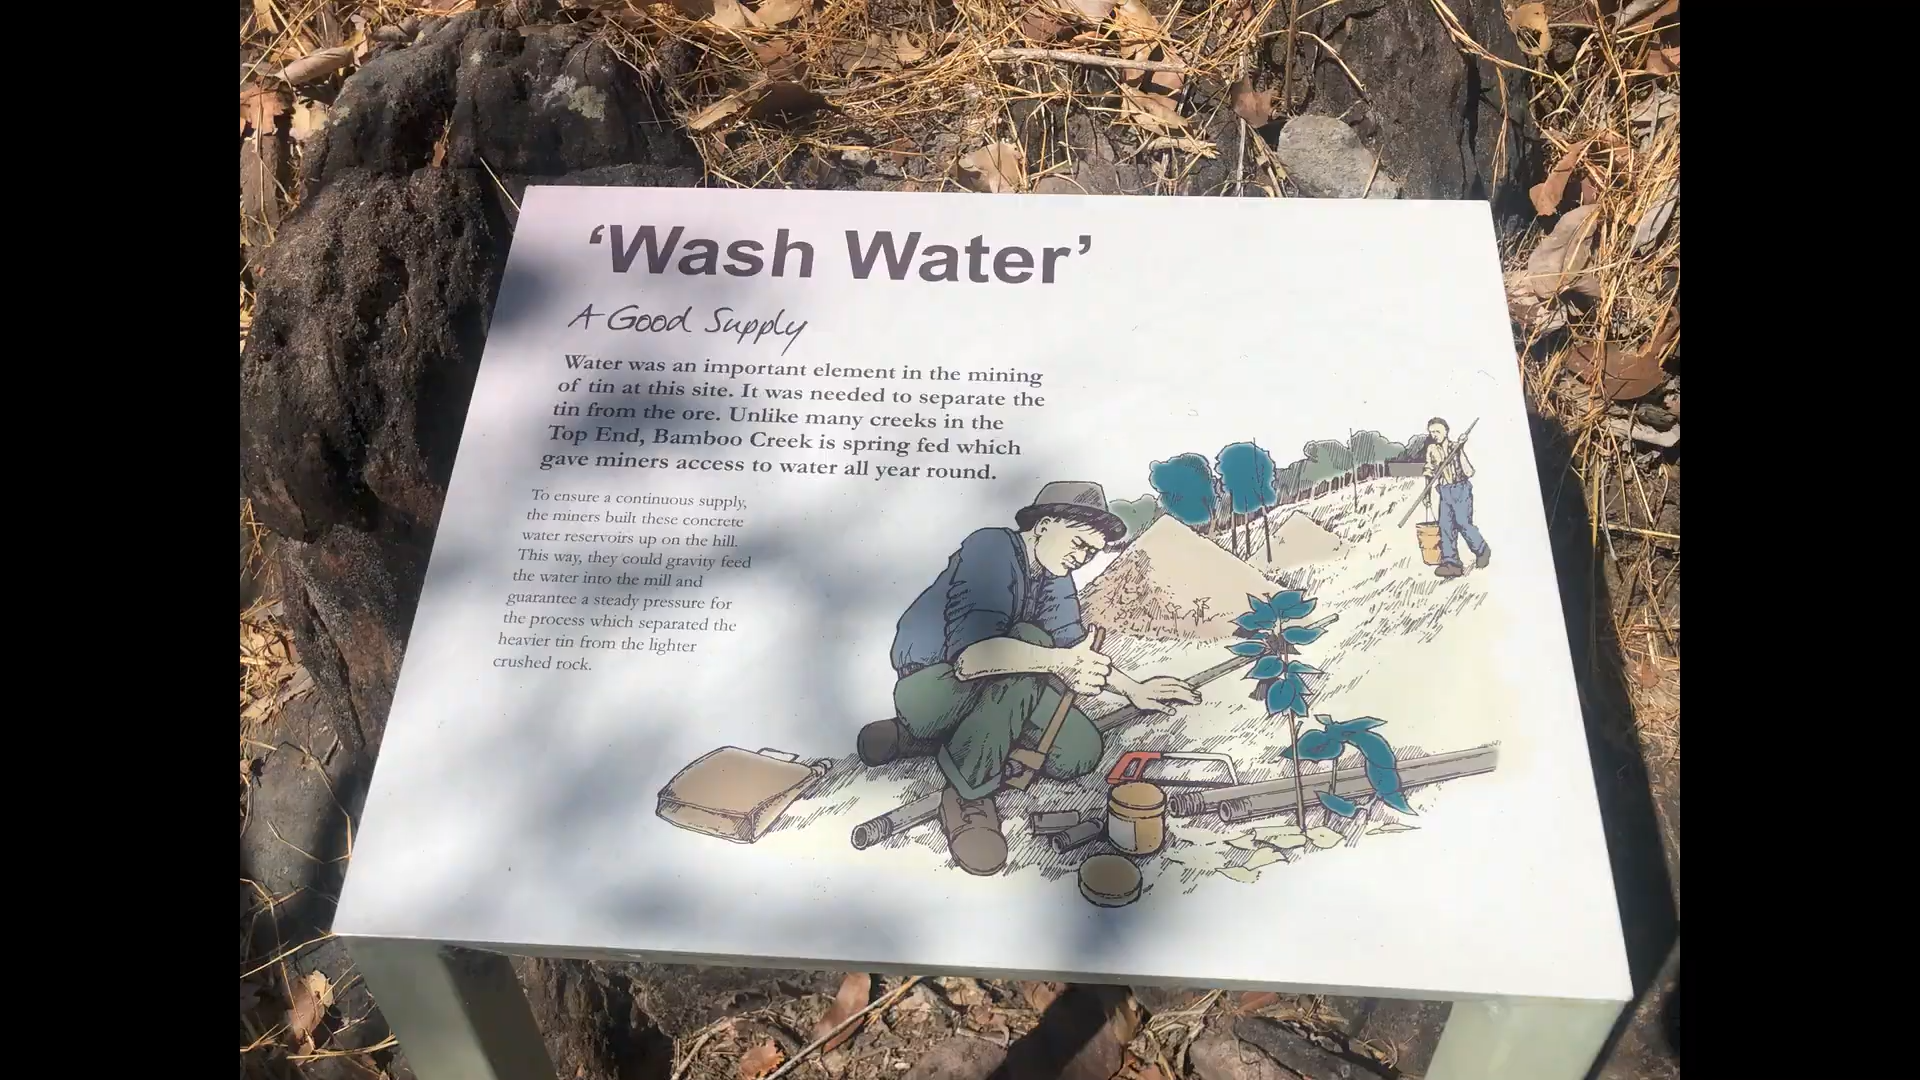 ‘Wash Water’
A Good Supply
Water was an important element in the mining
of tin at this site. It was needed to separate the
tin from the ore. Unlike many creeks in the
Top End, Bamboo Creek is spring fed which
gave miners access to water all year round.
To ensure a continuous supply,
the miners built these concrete
water reservoirs up on the hill.
This way, they could gravity feed
the water into the mill and
guarantee a steady pressure for
the process which separated the
heavier tin from the lighter
crushed rock.